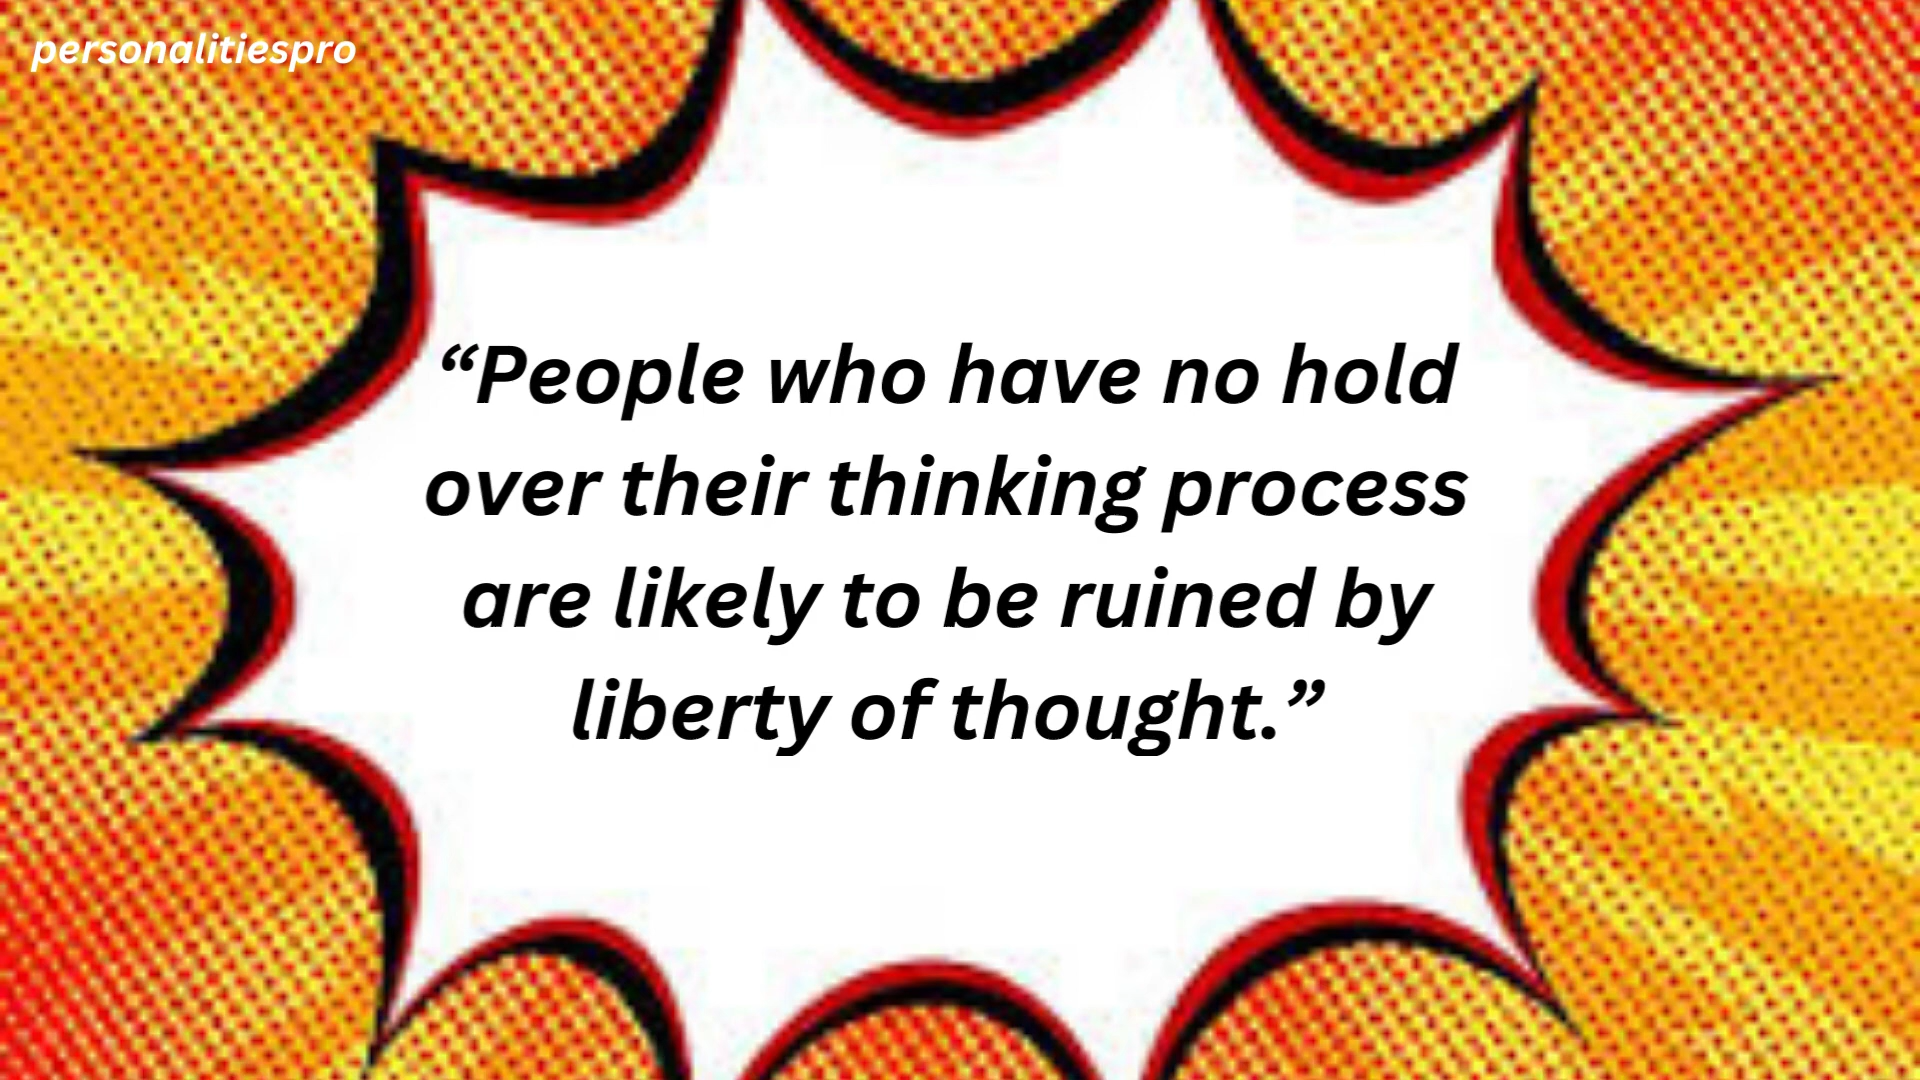 personalitiespro
“People who have no hold
over their thinking process
are likely to be ruined by
liberty of thought.”